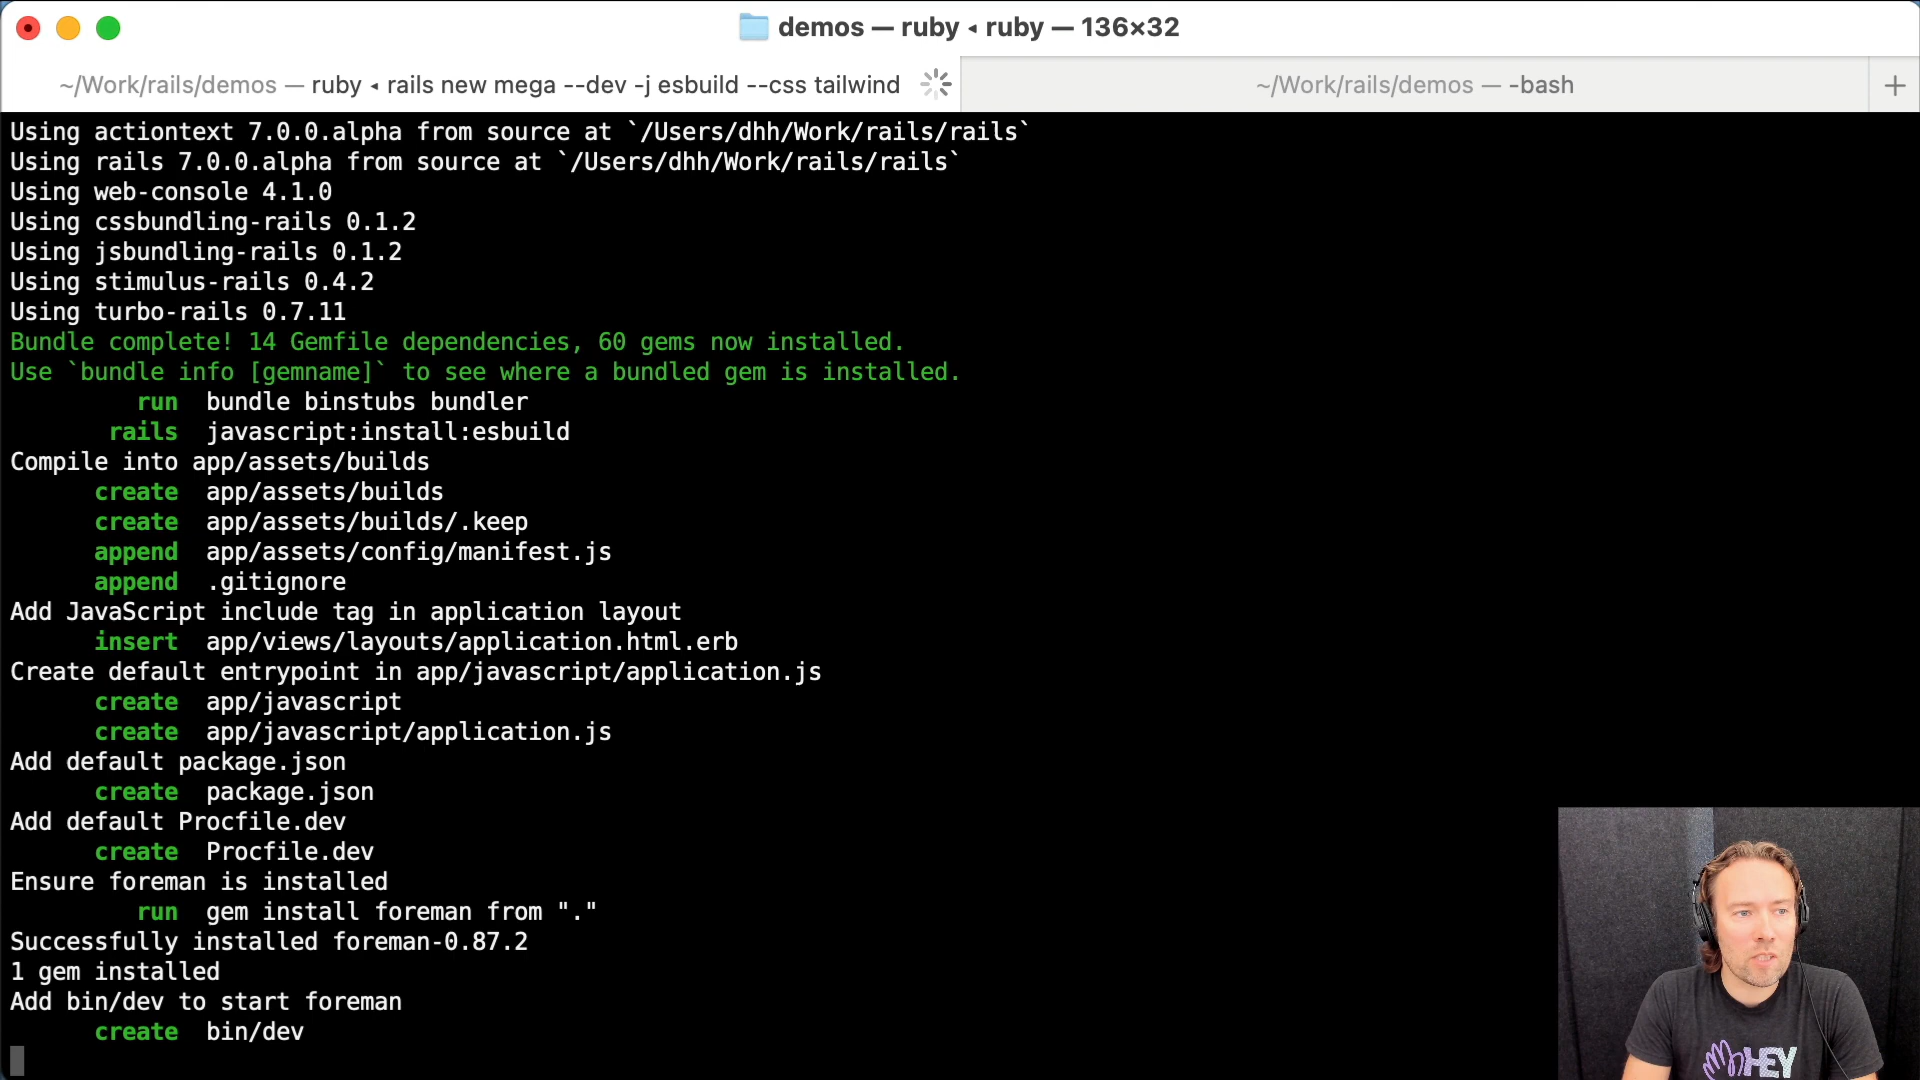 demos — ruby ◂ ruby — 136×32
~/Work/rails/demos — ruby ◂ rails new mega --dev -j esbuild --css tailwind
~/Work/rails/demos — -bash
+
Using actiontext 7.0.0.alpha from source at `/Users/dhh/Work/rails/rails`
Using rails 7.0.0.alpha from source at `/Users/dhh/Work/rails/rails`
Using web-console 4.1.0
Using cssbundling-rails 0.1.2
Using jsbundling-rails 0.1.2
Using stimulus-rails 0.4.2
Using turbo-rails 0.7.11
Bundle complete! 14 Gemfile dependencies, 60 gems now installed.
Use `bundle info [gemname]` to see where a bundled gem is installed.
run  bundle binstubs bundler
rails  javascript:install:esbuild
Compile into app/assets/builds
create  app/assets/builds
create  app/assets/builds/.keep
append  app/assets/config/manifest.js
append  .gitignore
Add JavaScript include tag in application layout
insert  app/views/layouts/application.html.erb
Create default entrypoint in app/javascript/application.js
create  app/javascript
create  app/javascript/application.js
Add default package.json
create  package.json
Add default Procfile.dev
create  Procfile.dev
Ensure foreman is installed
run  gem install foreman from "."
Successfully installed foreman-0.87.2
1 gem installed
Add bin/dev to start foreman
create  bin/dev
HEY